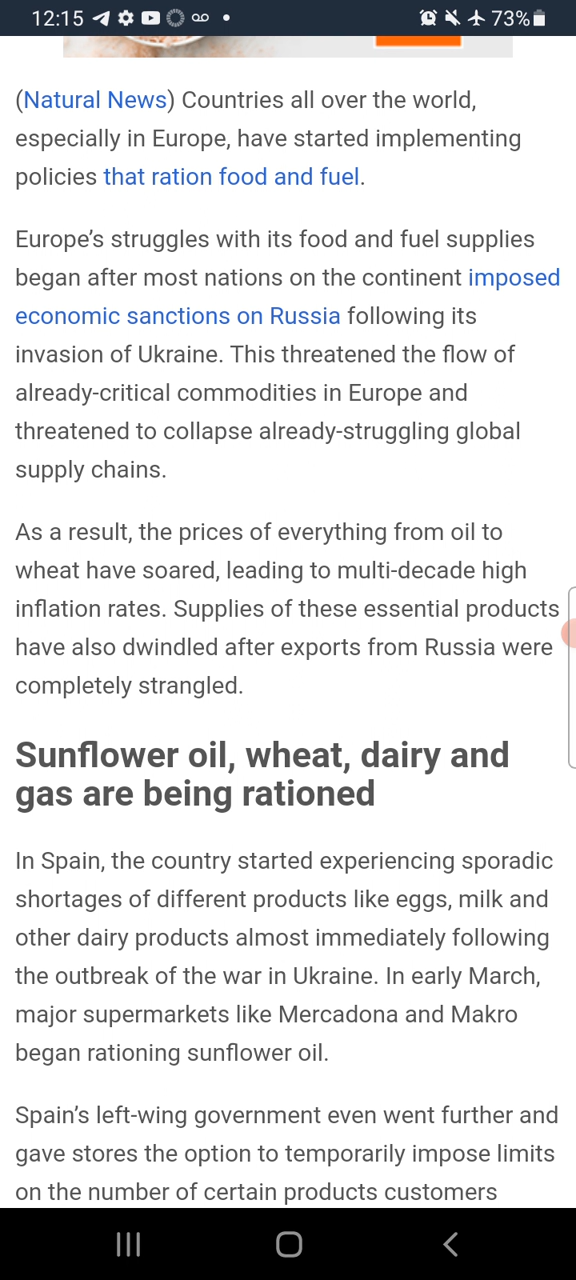 12:15 73%
(Natural News) Countries all over the world,
especially in Europe, have started implementing
policies that ration food and fuel.
Europe’s struggles with its food and fuel supplies
began after most nations on the continent imposed
economic sanctions on Russia following its
invasion of Ukraine. This threatened the flow of
already-critical commodities in Europe and
threatened to collapse already-struggling global
supply chains.
As a result, the prices of everything from oil to
wheat have soared, leading to multi-decade high
inflation rates. Supplies of these essential products
have also dwindled after exports from Russia were
completely strangled.
Sunflower oil, wheat, dairy and
gas are being rationed
In Spain, the country started experiencing sporadic
shortages of different products like eggs, milk and
other dairy products almost immediately following
the outbreak of the war in Ukraine. In early March,
major supermarkets like Mercadona and Makro
began rationing sunflower oil.
Spain’s left-wing government even went further and
gave stores the option to temporarily impose limits
on the number of certain products customers